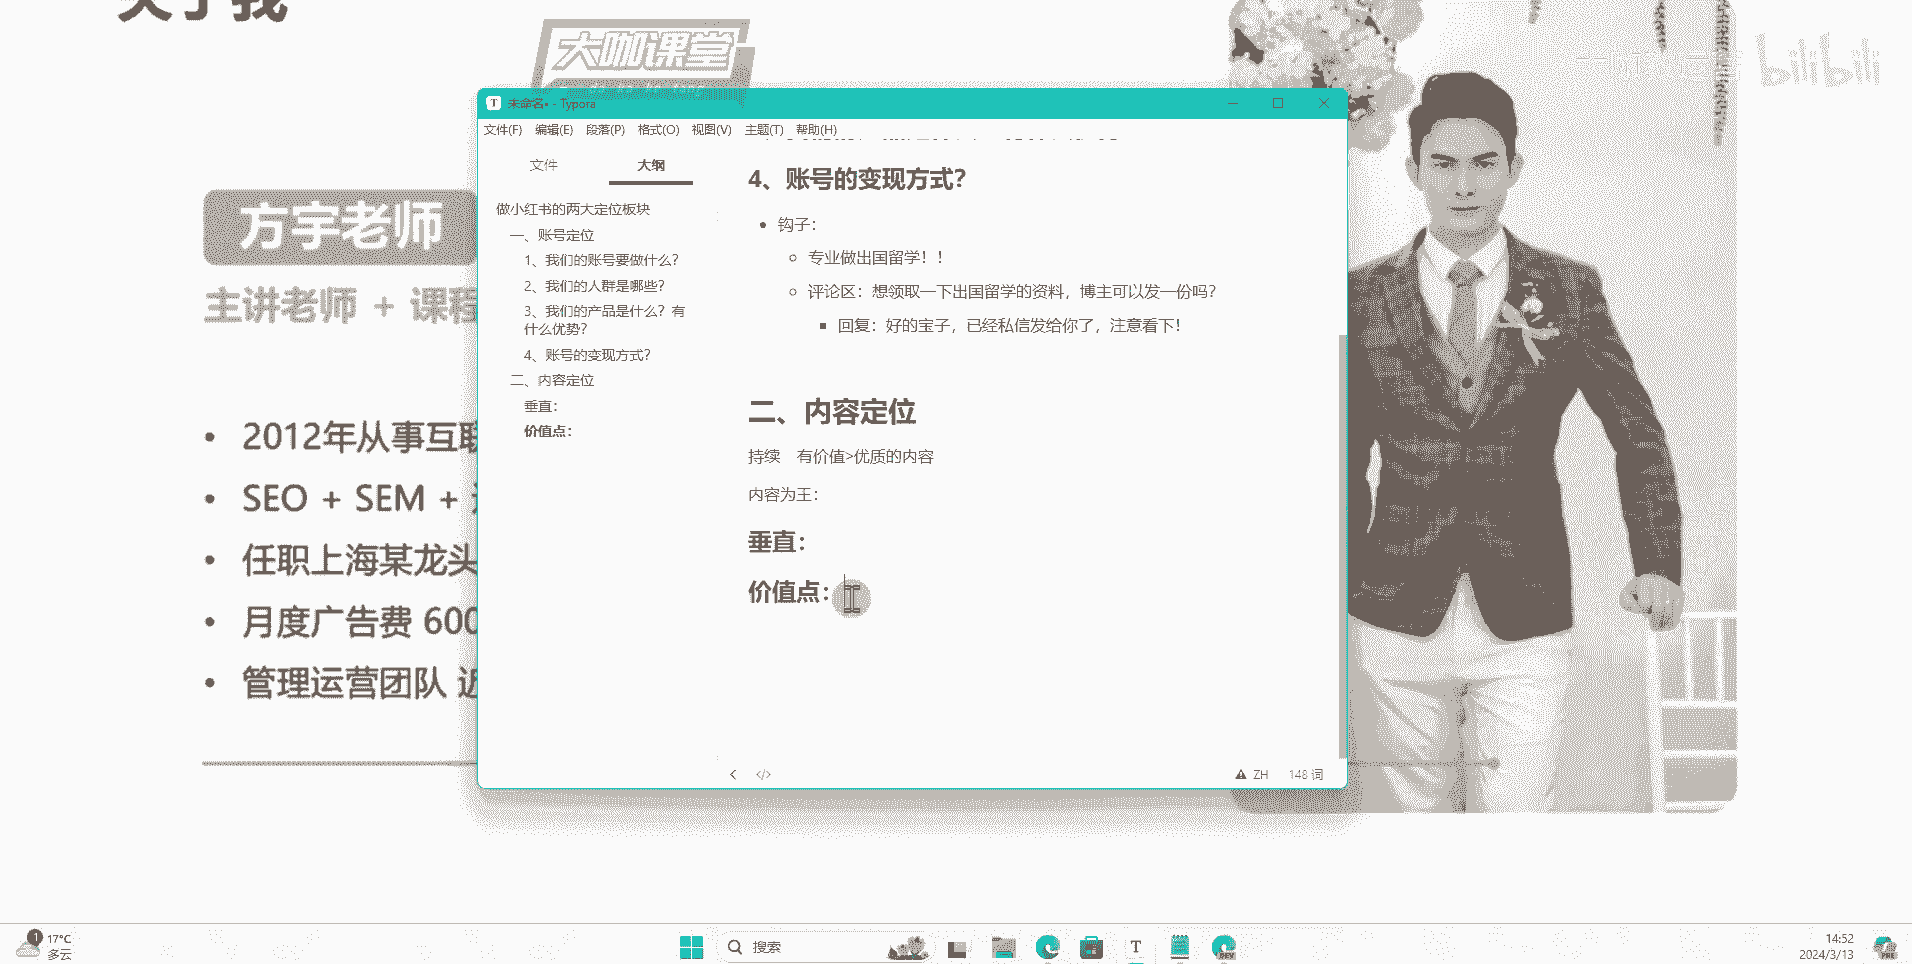 关于我
大咖课堂
bilibili
方宇老师
主讲老师 + 课程
2012年从事互联
SEO + SEM +
任职上海某龙头
月度广告费 600
管理运营团队 近
未命名• - Typora
文件(F) 编辑(E) 段落(P) 格式(O) 视图(V) 主题(T) 帮助(H)
文件 大纲
做小红书的两大定位板块
一、账号定位
1、我们的账号要做什么？
2、我们的人群是哪些？
3、我们的产品是什么？有
什么优势？
4、账号的变现方式？
二、内容定位
垂直：
价值点：
4、账号的变现方式？
钩子：
专业做出国留学！！
评论区：想领取一下出国留学的资料，博主可以发一份吗？
回复：好的宝子，已经私信发给你了，注意看下！
二、内容定位
持续 有价值>优质的内容
内容为王：
垂直：
价值点：
ZH 148 词
1
17°C
多云
搜索
14:52
2024/3/13